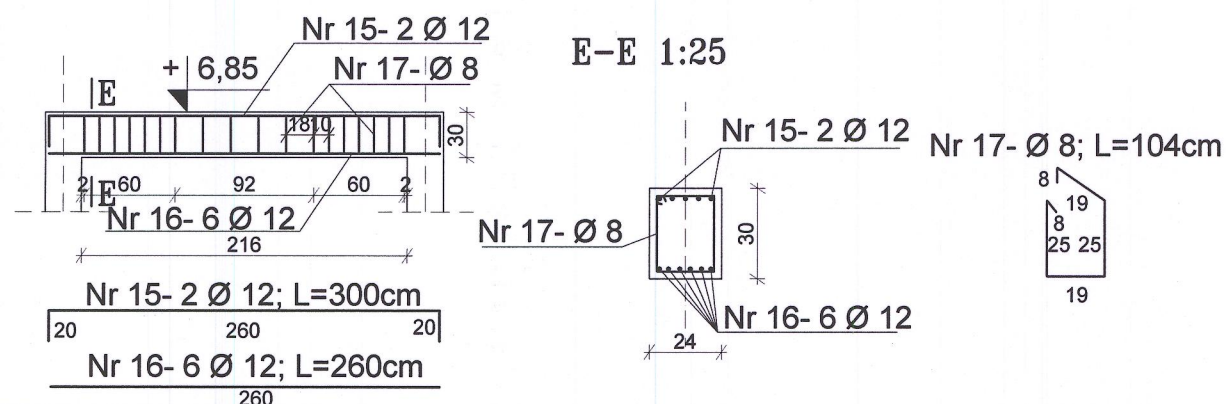 Nr 15- 2 Ø 12
+ 6,85
Nr 17- Ø 8
E
18 10
30
2 60 92 60 2
E
Nr 16- 6 Ø 12
216
Nr 15- 2 Ø 12; L=300cm
20 260 20
Nr 16- 6 Ø 12; L=260cm
260
E-E 1:25
Nr 15- 2 Ø 12
Nr 17- Ø 8
30
Nr 16- 6 Ø 12
24
Nr 17- Ø 8; L=104cm
8
19
8
25 25
19